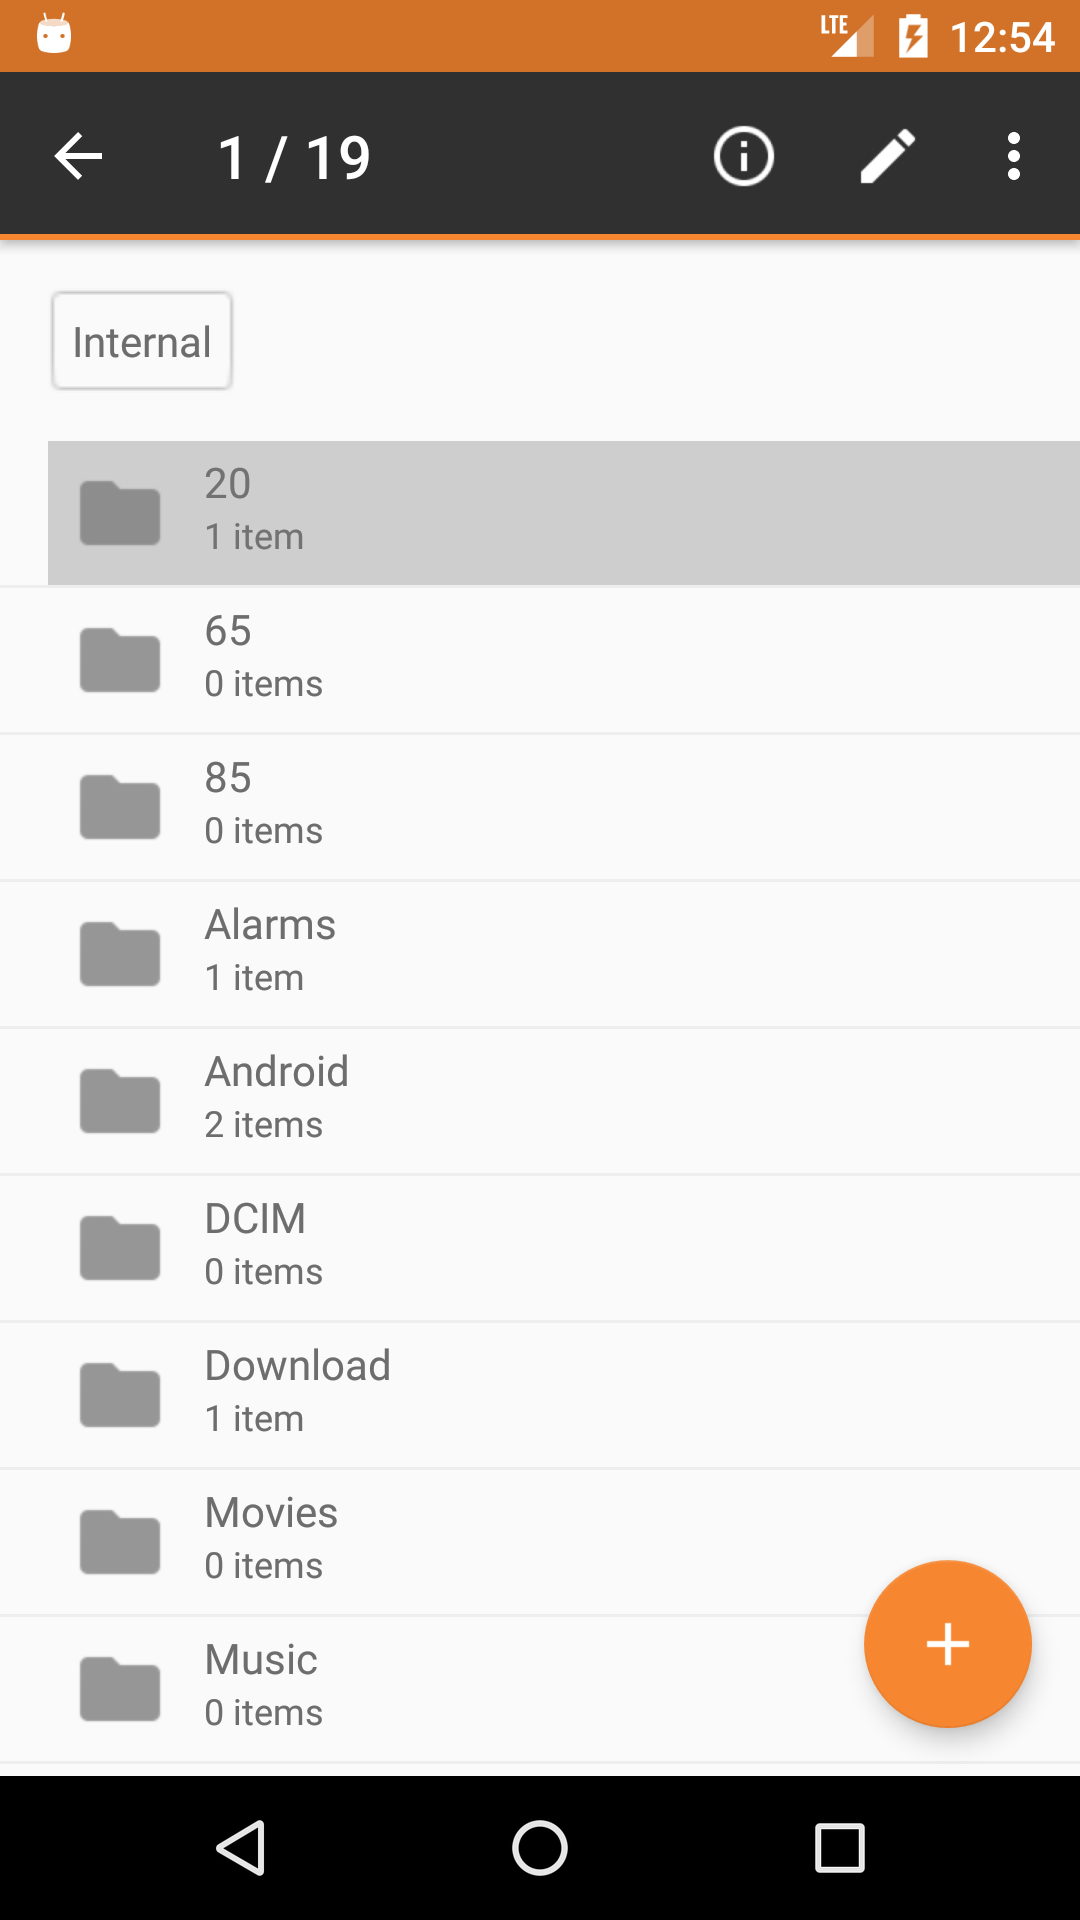 LTE 12:54
1 / 19
Internal
20
1 item
65
0 items
85
0 items
Alarms
1 item
Android
2 items
DCIM
0 items
Download
1 item
Movies
0 items
Music
0 items